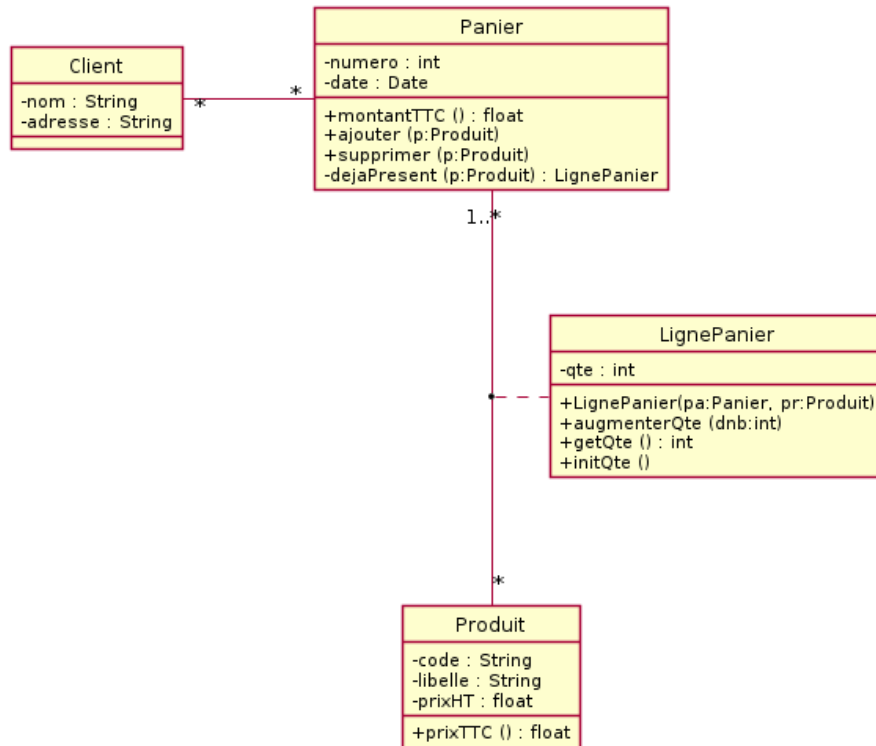 Client
-nom : String
-adresse : String
*
*
Panier
-numero : int
-date : Date
+montantTTC () : float
+ajouter (p:Produit)
+supprimer (p:Produit)
-dejaPresent (p:Produit) : LignePanier
1..*
LignePanier
-qte : int
+LignePanier(pa:Panier, pr:Produit)
+augmenterQte (dnb:int)
+getQte () : int
+initQte ()
*
Produit
-code : String
-libelle : String
-prixHT : float
+prixTTC () : float